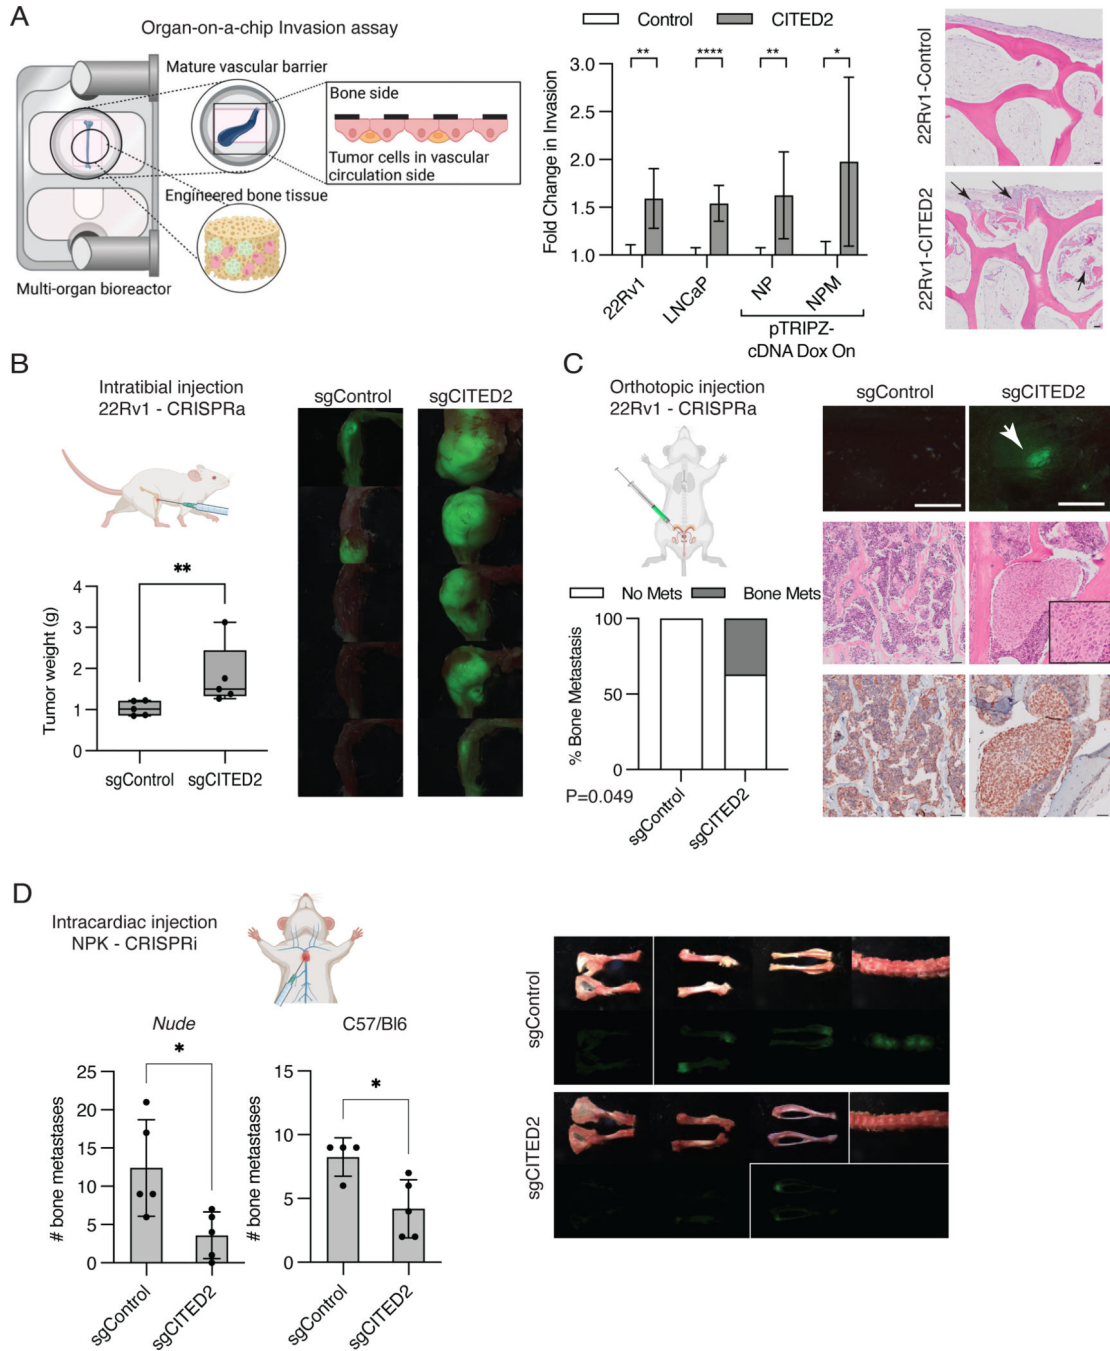 A
Organ-on-a-chip Invasion assay
Mature vascular barrier
Bone side
Tumor cells in vascular
circulation side
Engineered bone tissue
Multi-organ bioreactor
Control
CITED2
** **** ** *
Fold Change in Invasion
3.0
2.5
2.0
1.5
1.0
22Rv1
LNCaP
NP
NPM
pTRIPZ-
cDNA Dox On
22Rv1-Control
22Rv1-CITED2
B
Intratibial injection
22Rv1 - CRISPRa
sgControl
sgCITED2
**
Tumor weight (g)
4
3
2
1
0
sgControl
sgCITED2
C
Orthotopic injection
22Rv1 - CRISPRa
sgControl
sgCITED2
No Mets
Bone Mets
% Bone Metastasis
100
50
0
P=0.049
sgControl
sgCITED2
D
Intracardiac injection
NPK - CRISPRi
Nude
*
# bone metastases
25
20
15
10
5
0
sgControl
sgCITED2
C57/Bl6
*
# bone metastases
15
10
5
0
sgControl
sgCITED2
sgControl
sgCITED2